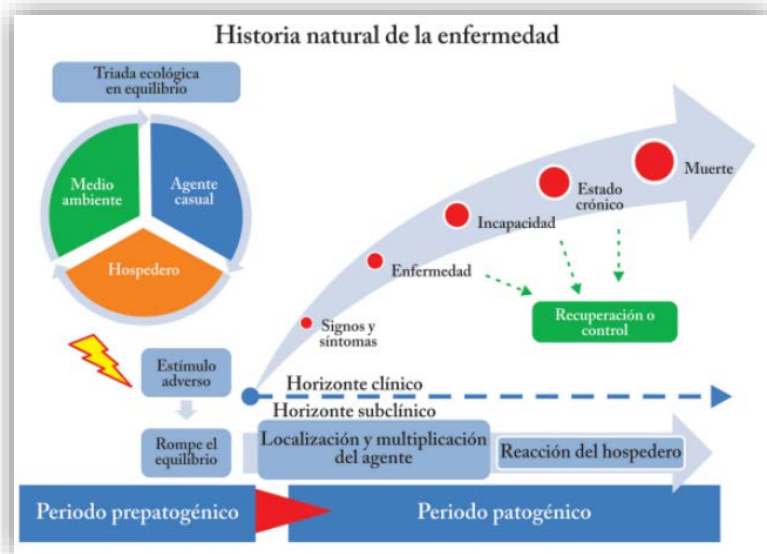 Historia natural de la enfermedad
Triada ecológica
en equilibrio
Medio
ambiente
Agente
casual
Hospedero
Estímulo
adverso
Rompe el
equilibrio
Signos y
síntomas
Enfermedad
Incapacidad
Estado
crónico
Muerte
Recuperación o
control
Horizonte clínico
Horizonte subclínico
Localización y multiplicación
del agente
Reacción del hospedero
Periodo prepatogénico
Periodo patogénico